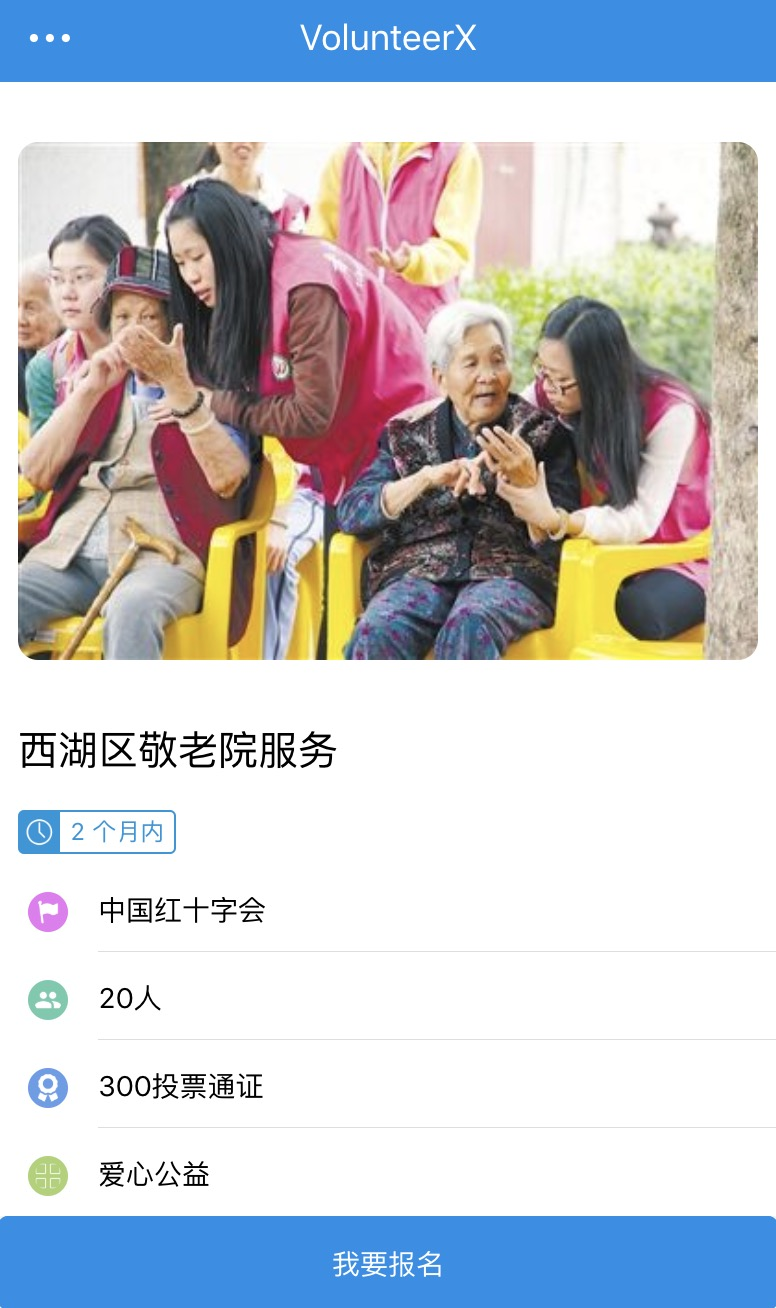 VolunteerX
西湖区敬老院服务
2 个月内
中国红十字会
20人
300投票通证
爱心公益
我要报名